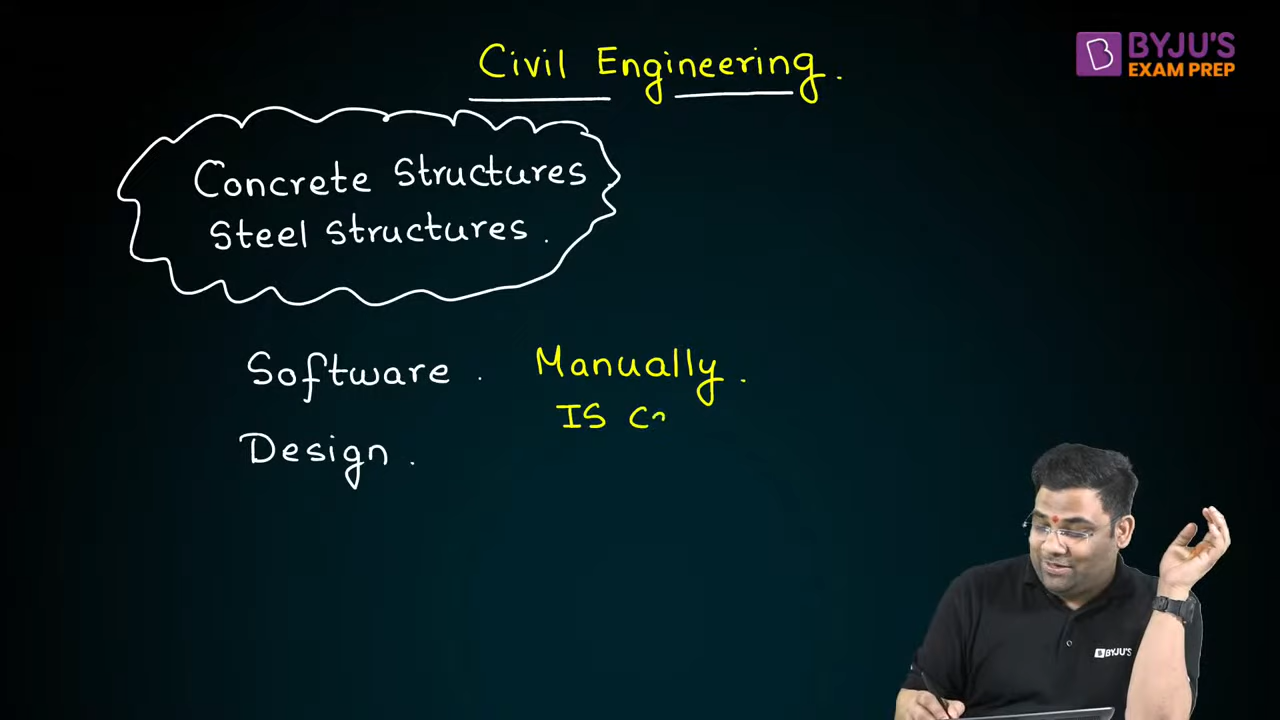 Civil Engineering.
BYJU'S
EXAM PREP
Concrete Structures
Steel Structures.
Software. Manually.
IS
Design.
BYJU'S